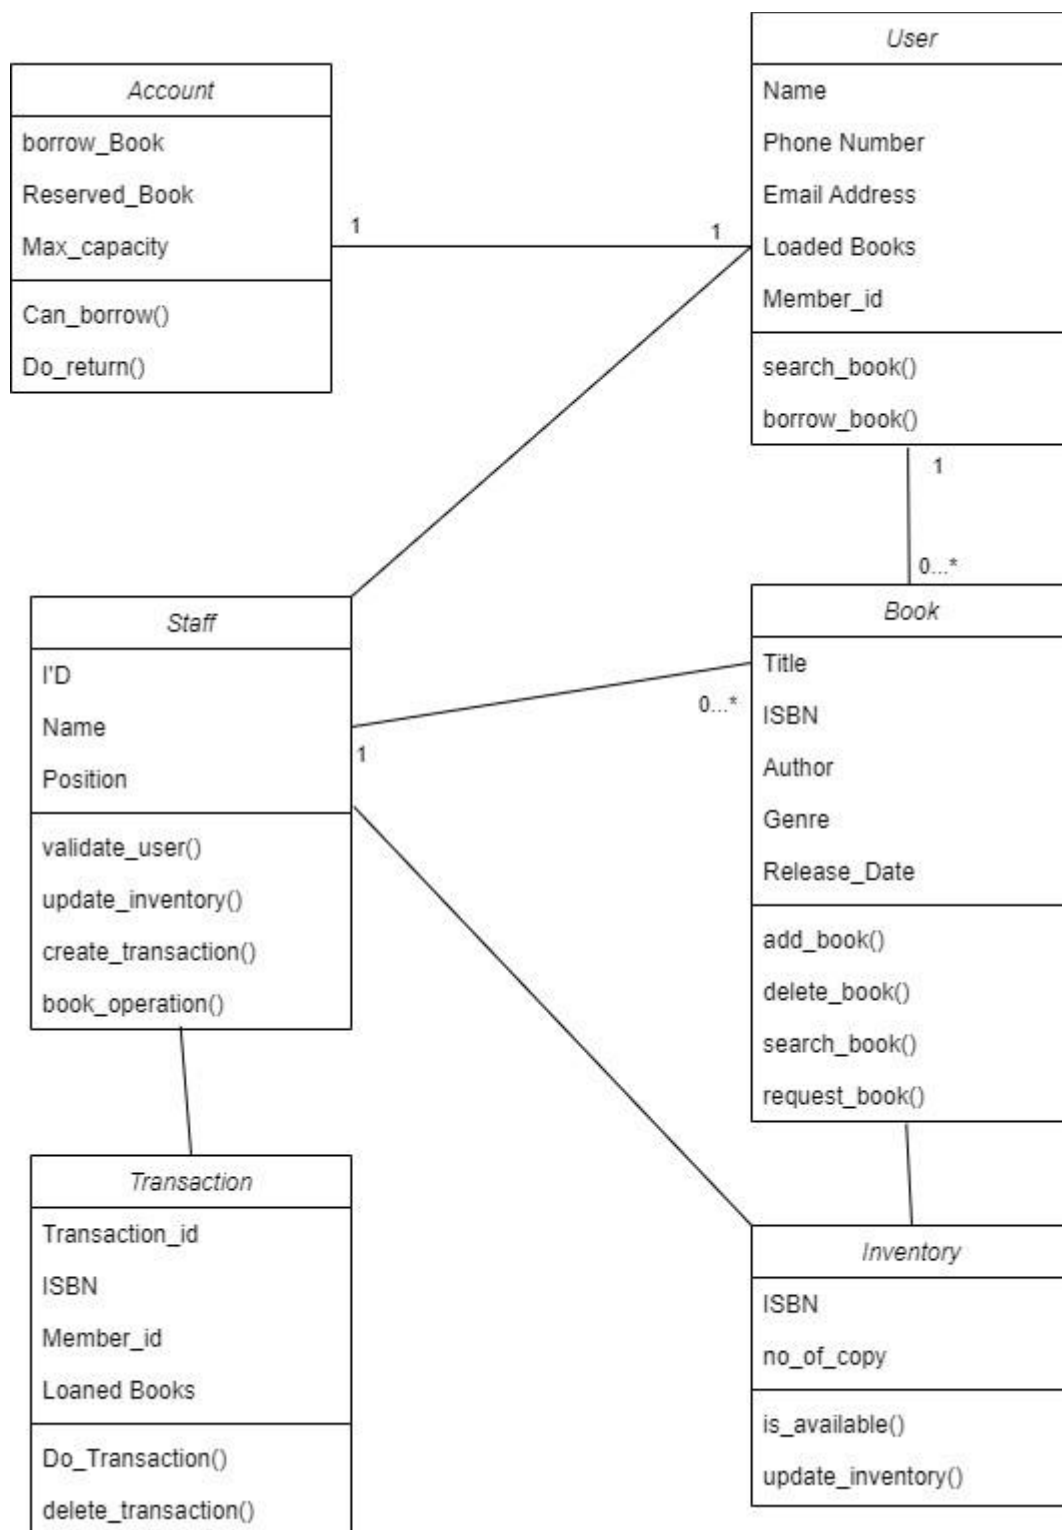 User
Name
Phone Number
Email Address
Loaded Books
Member_id
search_book()
borrow_book()
Account
borrow_Book
Reserved_Book
Max_capacity
Can_borrow()
Do_return()
1
1
1
0...*
Staff
I'D
Name
Position
validate_user()
update_inventory()
create_transaction()
book_operation()
1
0...*
Book
Title
ISBN
Author
Genre
Release_Date
add_book()
delete_book()
search_book()
request_book()
Transaction
Transaction_id
ISBN
Member_id
Loaned Books
Do_Transaction()
delete_transaction()
Inventory
ISBN
no_of_copy
is_available()
update_inventory()